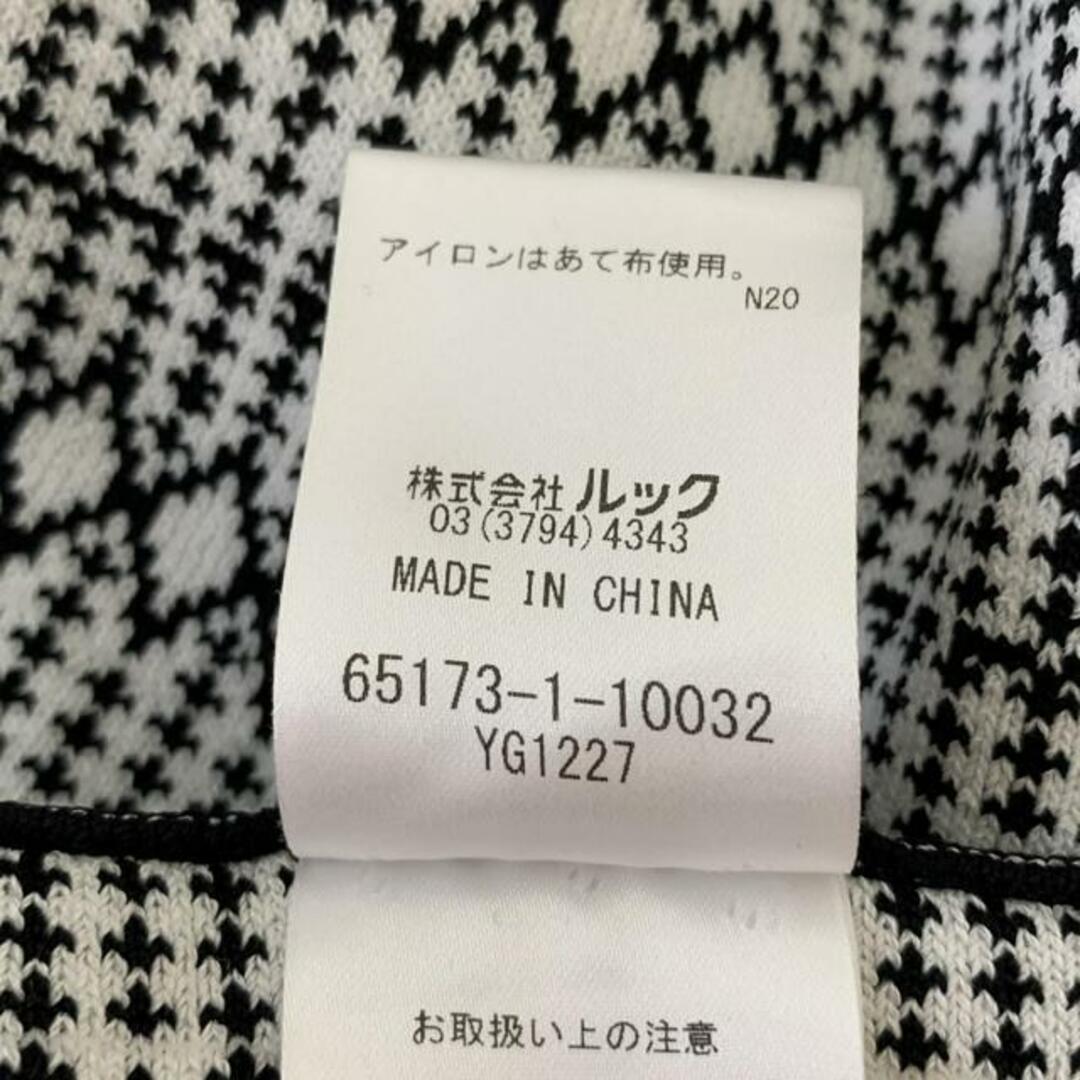 アイロンはあて布使用。
N20
株式会社 ルック
03(3794)4343
MADE IN CHINA
65173-1-10032
YG1227
お取扱い上の注意